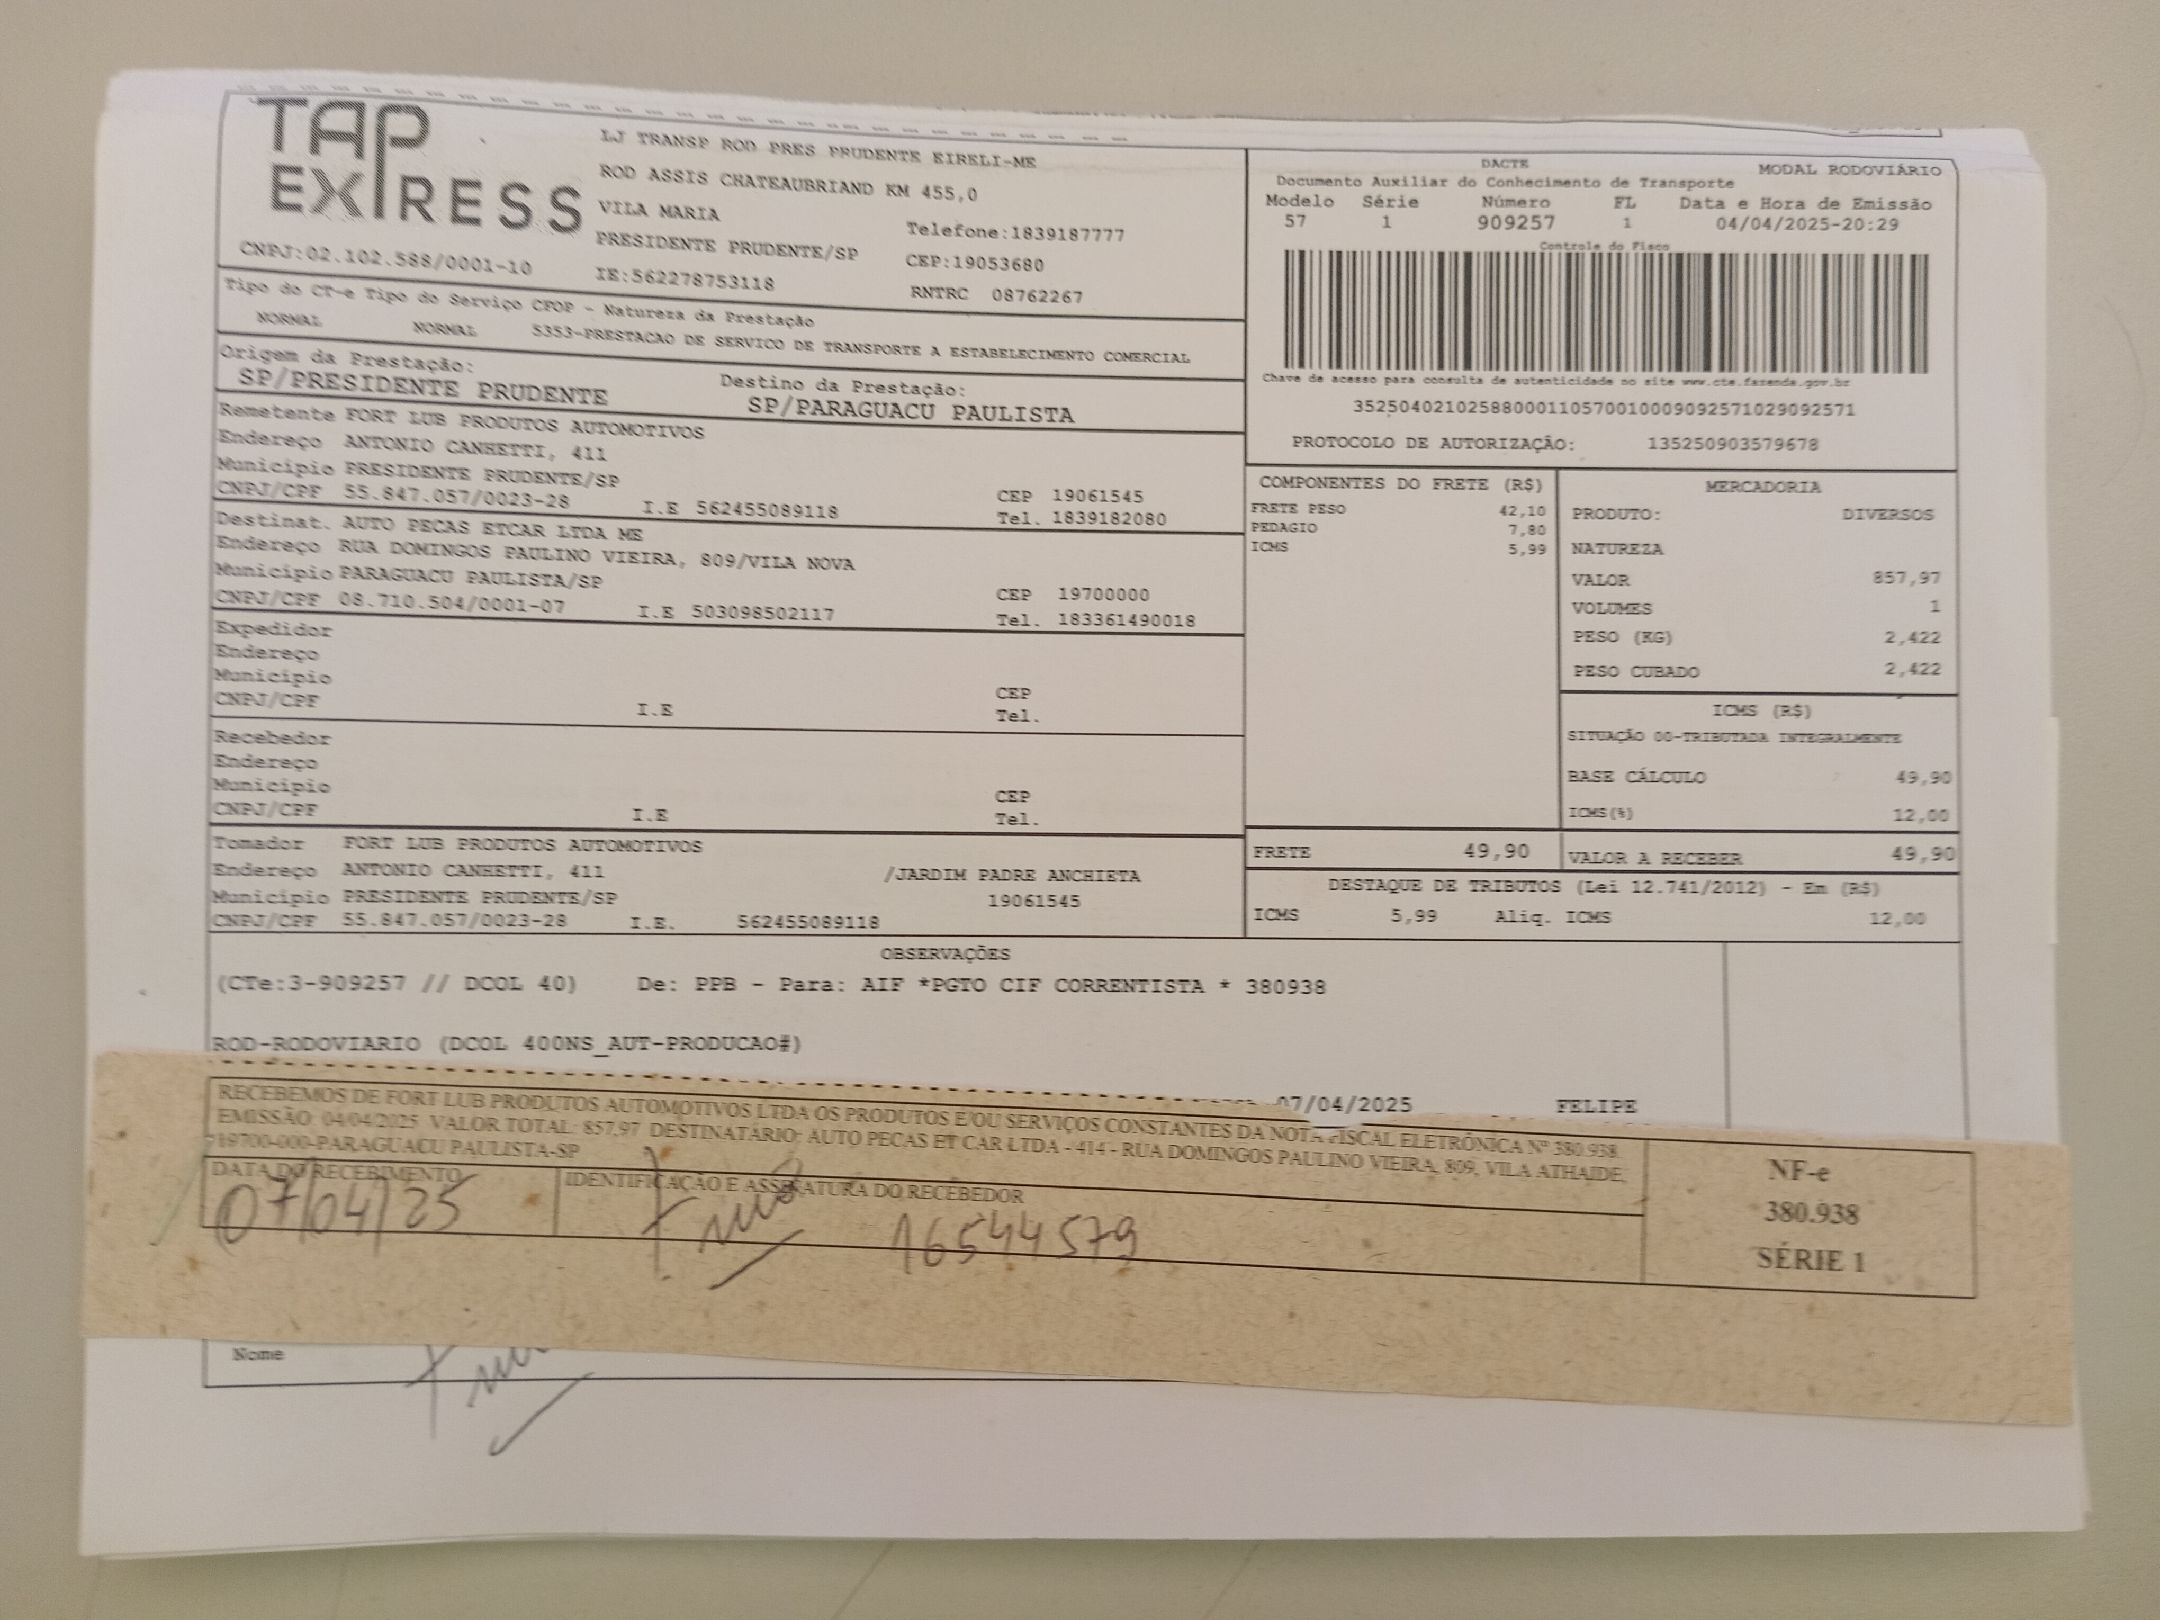 TAP EXPRESS
CNPJ:02.102.588/0001-10
LJ TRANSP ROD PRES PRUDENTE EIRELI-ME
ROD ASSIS CHATEAUBRIAND KM 455,0
VILA MARIA
Telefone:1839187777
PRESIDENTE PRUDENTE/SP
CEP:19053680
IE:562278753118
RNTRC 08762267
Tipo do CT-e Tipo do Serviço CFOP - Natureza da Prestação
NORMAL NORMAL 5353-PRESTACAO DE SERVICO DE TRANSPORTE A ESTABELECIMENTO COMERCIAL
Origem da Prestação:
SP/PRESIDENTE PRUDENTE
Destino da Prestação:
SP/PARAGUACU PAULISTA
DACTE MODAL RODOVIÁRIO
Documento Auxiliar do Conhecimento de Transporte
Modelo Série Número FL Data e Hora de Emissão
57 1 909257 1 04/04/2025-20:29
Controle do Fisco
Chave de acesso para consulta de autenticidade no site www.cte.fazenda.gov.br
35250402102588000110570010009092571029092571
PROTOCOLO DE AUTORIZAÇÃO: 135250903579678
Remetente FORT LUB PRODUTOS AUTOMOTIVOS
Endereço ANTONIO CANHETTI, 411
Município PRESIDENTE PRUDENTE/SP
CEP 19061545
CNPJ/CPF 55.847.057/0023-28 I.E 562455089118 Tel. 1839182080
Destinat. AUTO PECAS ETCAR LTDA ME
Endereço RUA DOMINGOS PAULINO VIEIRA, 809/VILA NOVA
Município PARAGUACU PAULISTA/SP
CEP 19700000
CNPJ/CPF 08.710.504/0001-07 I.E 503098502117 Tel. 183361490018
Expedidor
Endereço
Município
CEP
CNPJ/CPF I.E Tel.
Recebedor
Endereço
Município
CEP
CNPJ/CPF I.E Tel.
Tomador FORT LUB PRODUTOS AUTOMOTIVOS
Endereço ANTONIO CANHETTI, 411 /JARDIM PADRE ANCHIETA
Município PRESIDENTE PRUDENTE/SP 19061545
CNPJ/CPF 55.847.057/0023-28 I.E. 562455089118
COMPONENTES DO FRETE (R$)
FRETE PESO 42,10
PEDAGIO 7,80
ICMS 5,99
MERCADORIA
PRODUTO: DIVERSOS
NATUREZA
VALOR 857,97
VOLUMES 1
PESO (KG) 2,422
PESO CUBADO 2,422
ICMS (R$)
SITUAÇÃO 00-TRIBUTADA INTEGRALMENTE
BASE CÁLCULO 49,90
ICMS(%) 12,00
FRETE 49,90 VALOR A RECEBER 49,90
DESTAQUE DE TRIBUTOS (Lei 12.741/2012) - Em (R$)
ICMS 5,99 Aliq. ICMS 12,00
OBSERVAÇÕES
(CTe:3-909257 // DCOL 40) De: PPB - Para: AIF *PGTO CIF CORRENTISTA * 380938
ROD-RODOVIARIO (DCOL 400NS_AUT-PRODUCAO#)
07/04/2025 FELIPE
RECEBEMOS DE FORT LUB PRODUTOS AUTOMOTIVOS LTDA OS PRODUTOS E/OU SERVIÇOS CONSTANTES DA NOTA FISCAL ELETRÔNICA Nº 380.938.
EMISSÃO: 04/04/2025 VALOR TOTAL: 857,97 DESTINATÁRIO: AUTO PECAS ET CAR LTDA - 414 - RUA DOMINGOS PAULINO VIEIRA, 809, VILA ATHAIDE,
19700-000-PARAGUACU PAULISTA-SP
DATA DO RECEBIMENTO
07/04/25
IDENTIFICAÇÃO E ASSINATURA DO RECEBEDOR
16544579
NF-e
380.938
SÉRIE 1
Nome